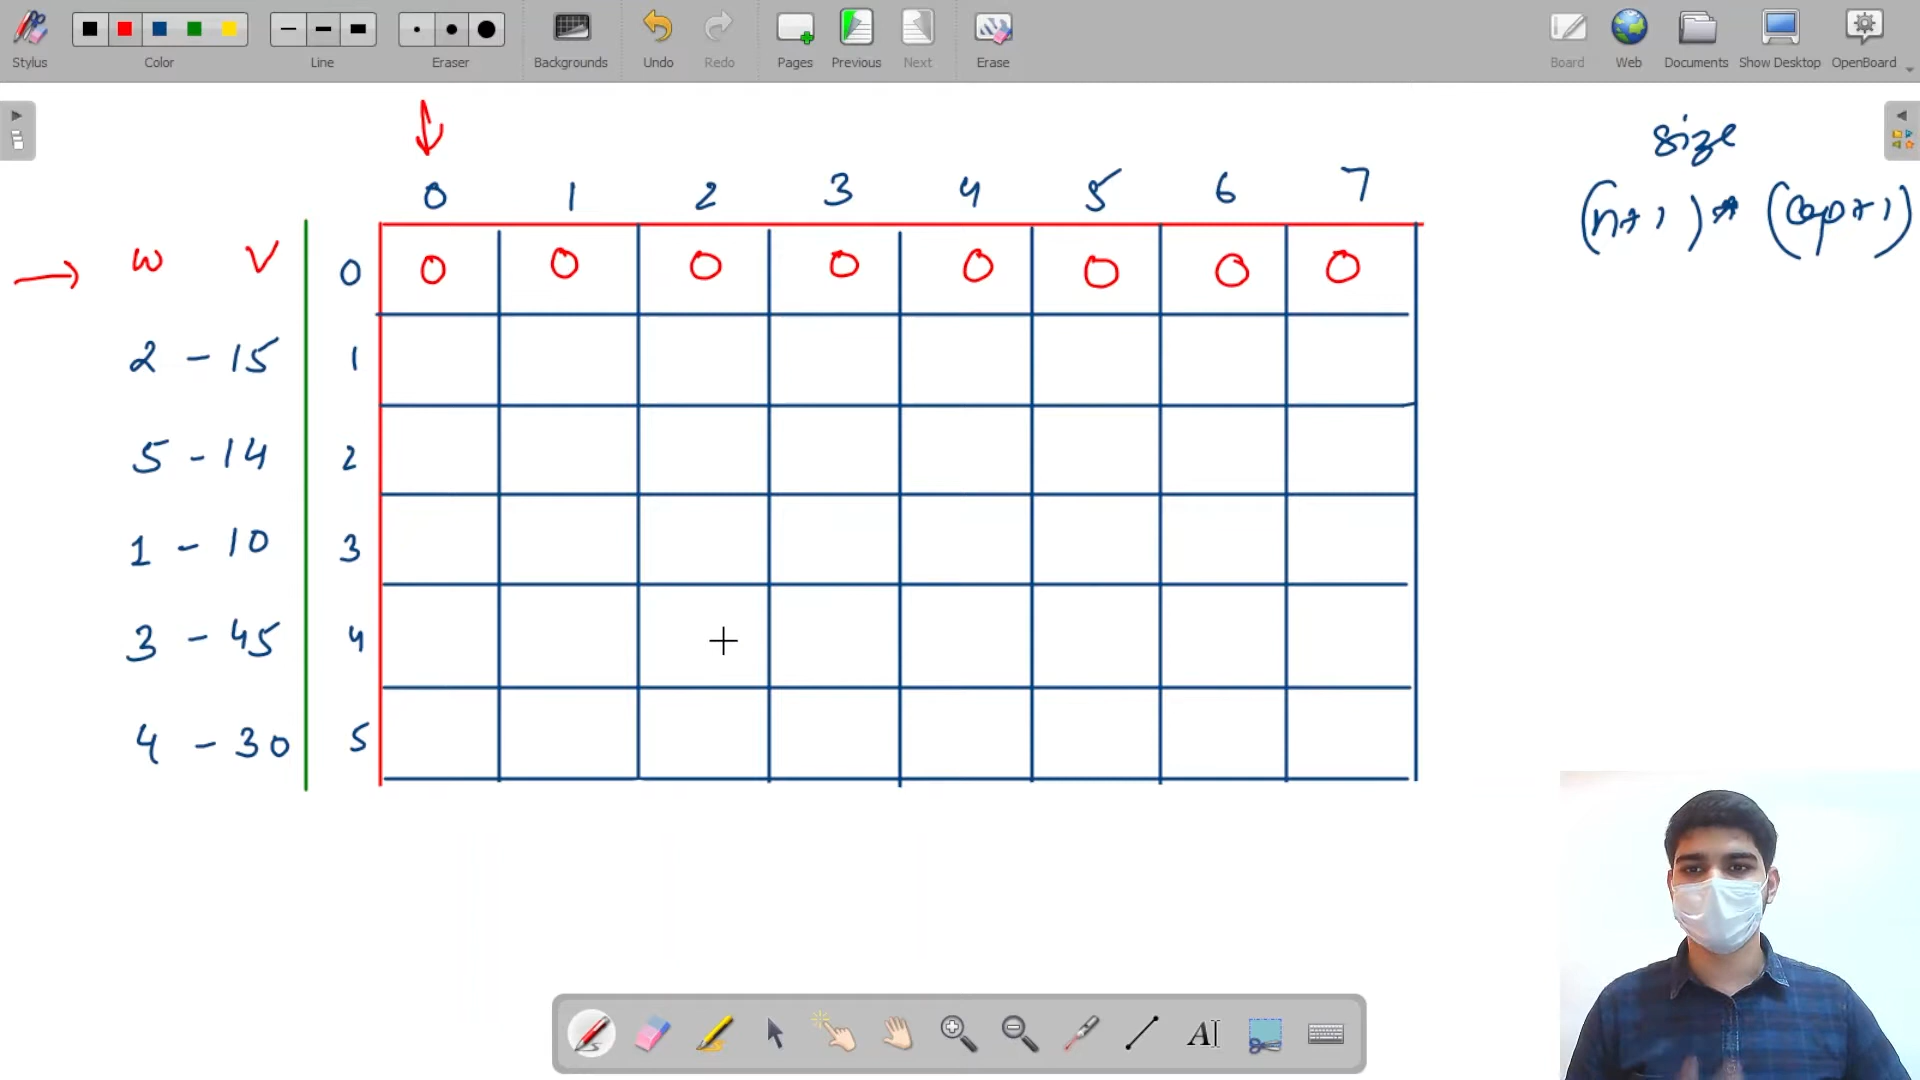 Stylus Color Line Eraser Backgrounds Undo Redo Pages Previous Next Erase Board Web Documents Show Desktop OpenBoard
size
(n+1) * (cap+1)
0 1 2 3 4 5 6 7
w v 0 0 0 0 0 0 0 0 0
2 - 15 1
5 - 14 2
1 - 10 3
3 - 45 4
4 - 30 5